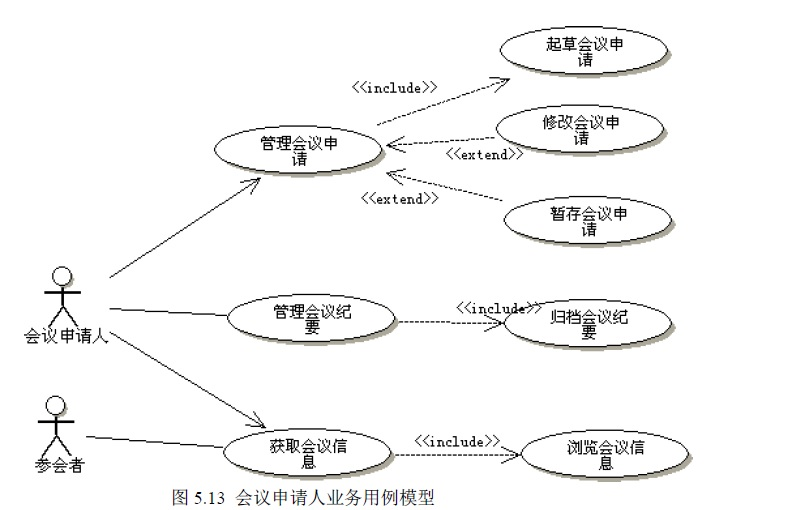 起草会议申
请
<<include>>
管理会议申
请
修改会议申
请
<<extend>>
<<extend>>
暂存会议申
请
会议申请人
管理会议纪
要
<<include>>
归档会议纪
要
参会者
获取会议信
息
<<include>>
浏览会议信
息
图 5.13 会议申请人业务用例模型